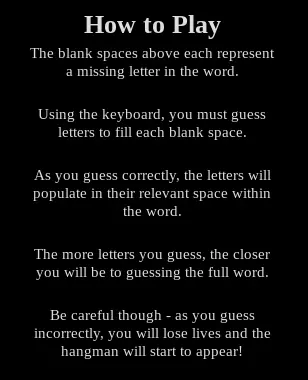 How to Play
The blank spaces above each represent
a missing letter in the word.
Using the keyboard, you must guess
letters to fill each blank space.
As you guess correctly, the letters will
populate in their relevant space within
the word.
The more letters you guess, the closer
you will be to guessing the full word.
Be careful though - as you guess
incorrectly, you will lose lives and the
hangman will start to appear!